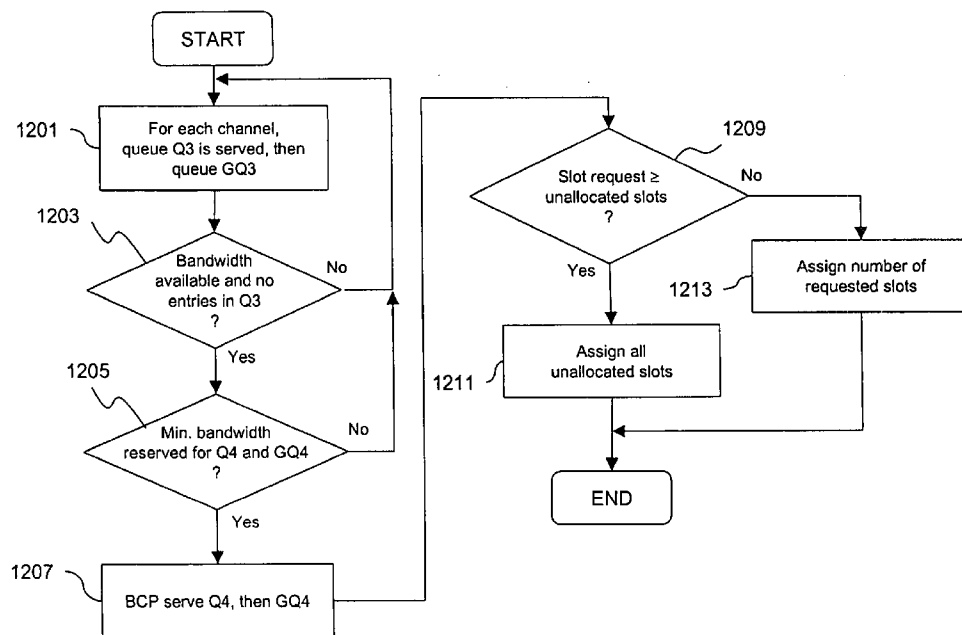 START
1201
For each channel,
queue Q3 is served, then
queue GQ3
1203
Bandwidth
available and no
entries in Q3
?
No
Yes
1205
Min. bandwidth
reserved for Q4 and GQ4
?
No
Yes
1207
BCP serve Q4, then GQ4
1209
Slot request ≥
unallocated slots
?
No
Yes
1213
Assign number of
requested slots
1211
Assign all
unallocated slots
END